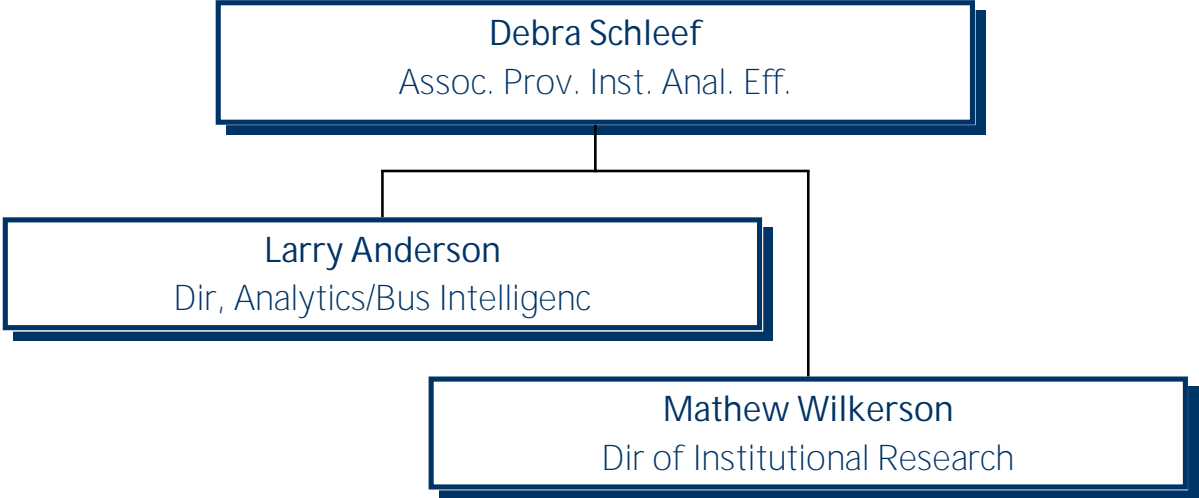 Debra Schleef
Assoc. Prov. Inst. Anal. Eff.
Larry Anderson
Dir, Analytics/Bus Intelligenc
Mathew Wilkerson
Dir of Institutional Research